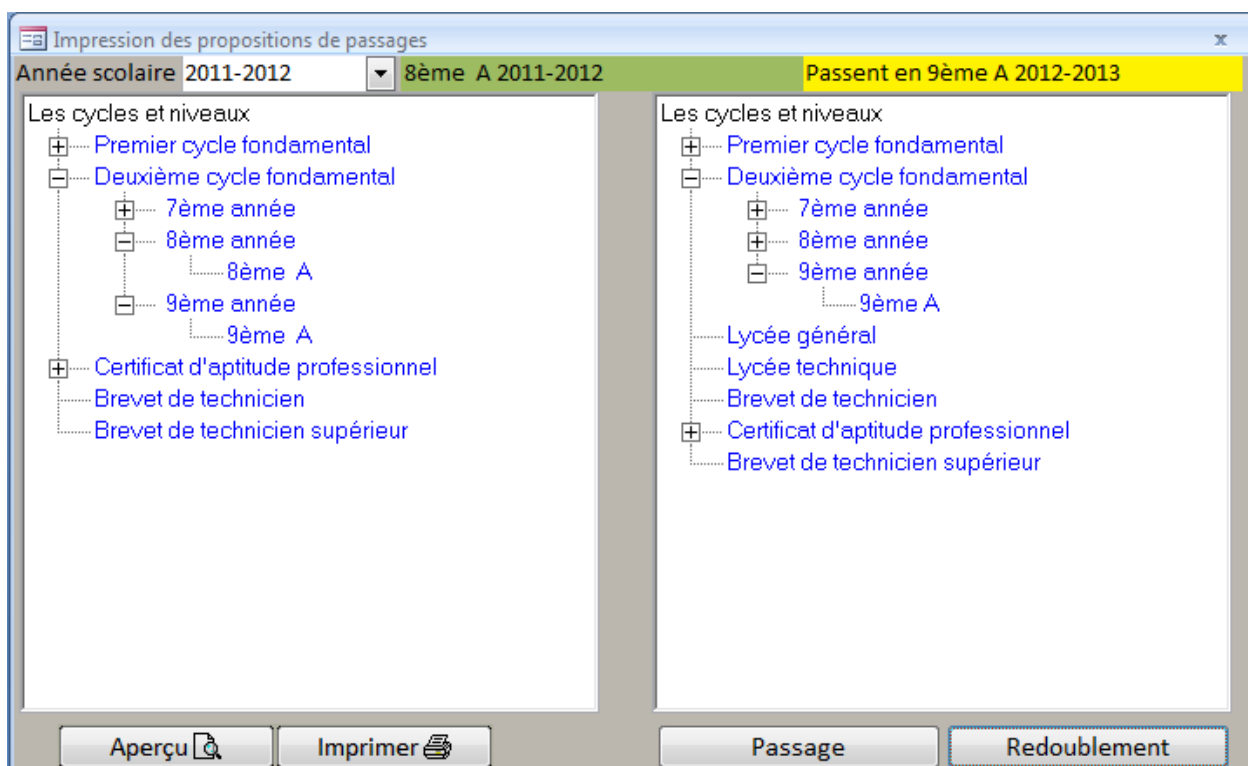 Impression des propositions de passages x
Année scolaire 2011-2012 8ème A 2011-2012 Passent en 9ème A 2012-2013
Les cycles et niveaux
Premier cycle fondamental
Deuxième cycle fondamental
7ème année
8ème année
8ème A
9ème année
9ème A
Certificat d'aptitude professionnel
Brevet de technicien
Brevet de technicien supérieur
Les cycles et niveaux
Premier cycle fondamental
Deuxième cycle fondamental
7ème année
8ème année
9ème année
9ème A
Lycée général
Lycée technique
Brevet de technicien
Certificat d'aptitude professionnel
Brevet de technicien supérieur
Aperçu Imprimer Passage Redoublement